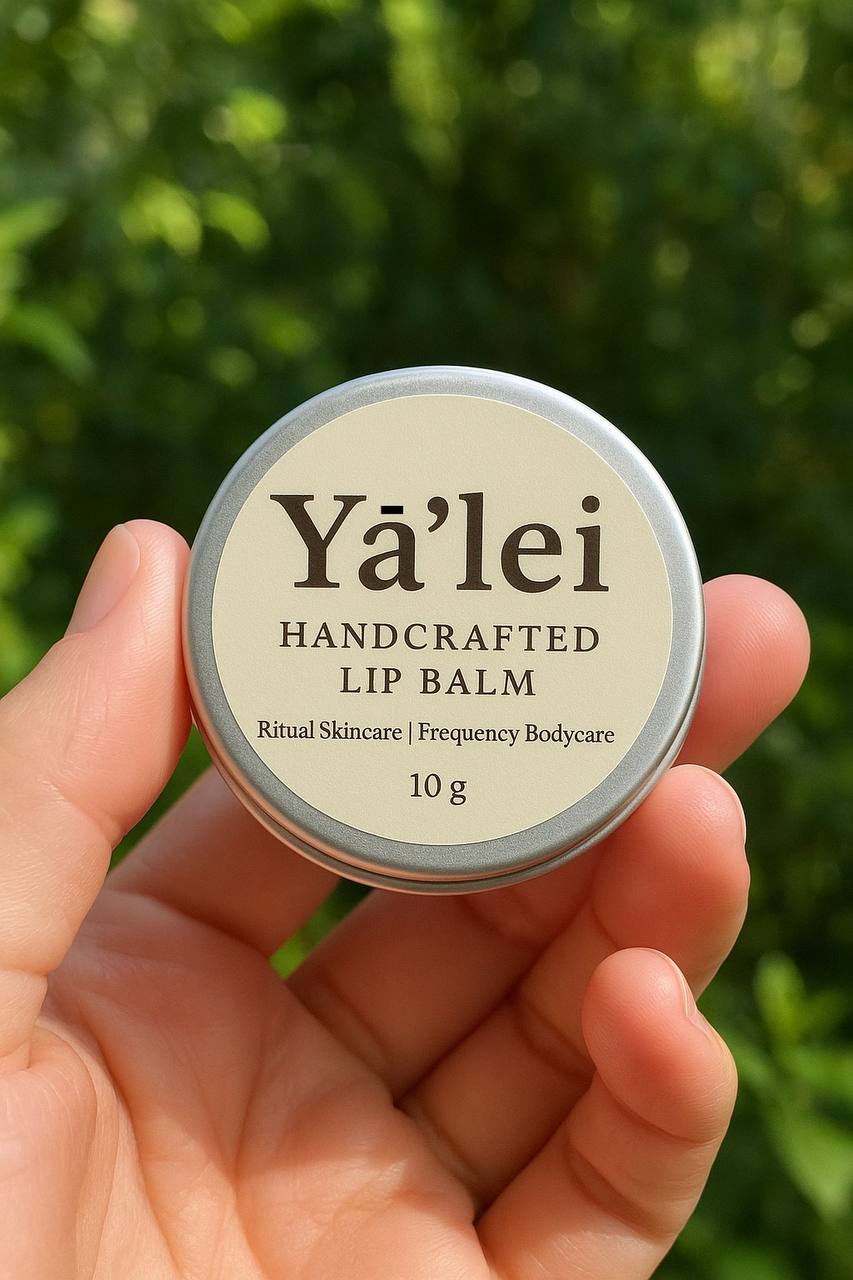 Yā’lei
HANDCRAFTED
LIP BALM
Ritual Skincare | Frequency Bodycare
10 g